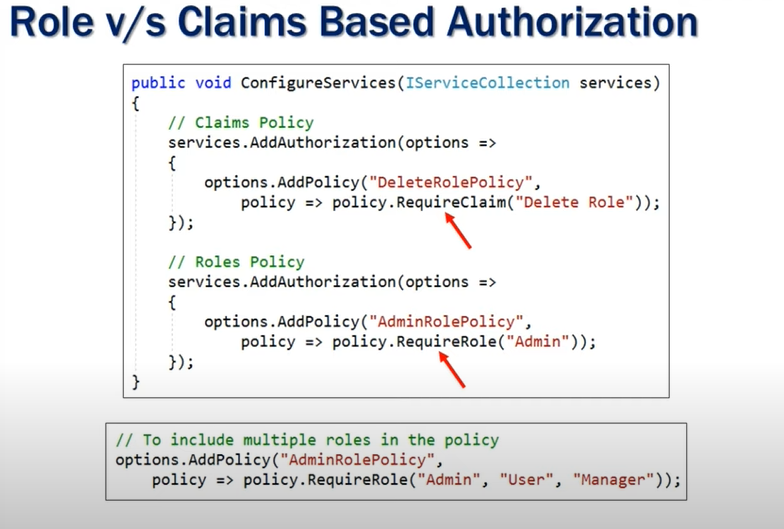 Role v/s Claims Based Authorization
public void ConfigureServices(IServiceCollection services)
{
    // Claims Policy
    services.AddAuthorization(options =>
    {
        options.AddPolicy("DeleteRolePolicy",
            policy => policy.RequireClaim("Delete Role"));
    });
    // Roles Policy
    services.AddAuthorization(options =>
    {
        options.AddPolicy("AdminRolePolicy",
            policy => policy.RequireRole("Admin"));
    });
}
// To include multiple roles in the policy
options.AddPolicy("AdminRolePolicy",
    policy => policy.RequireRole("Admin", "User", "Manager"));